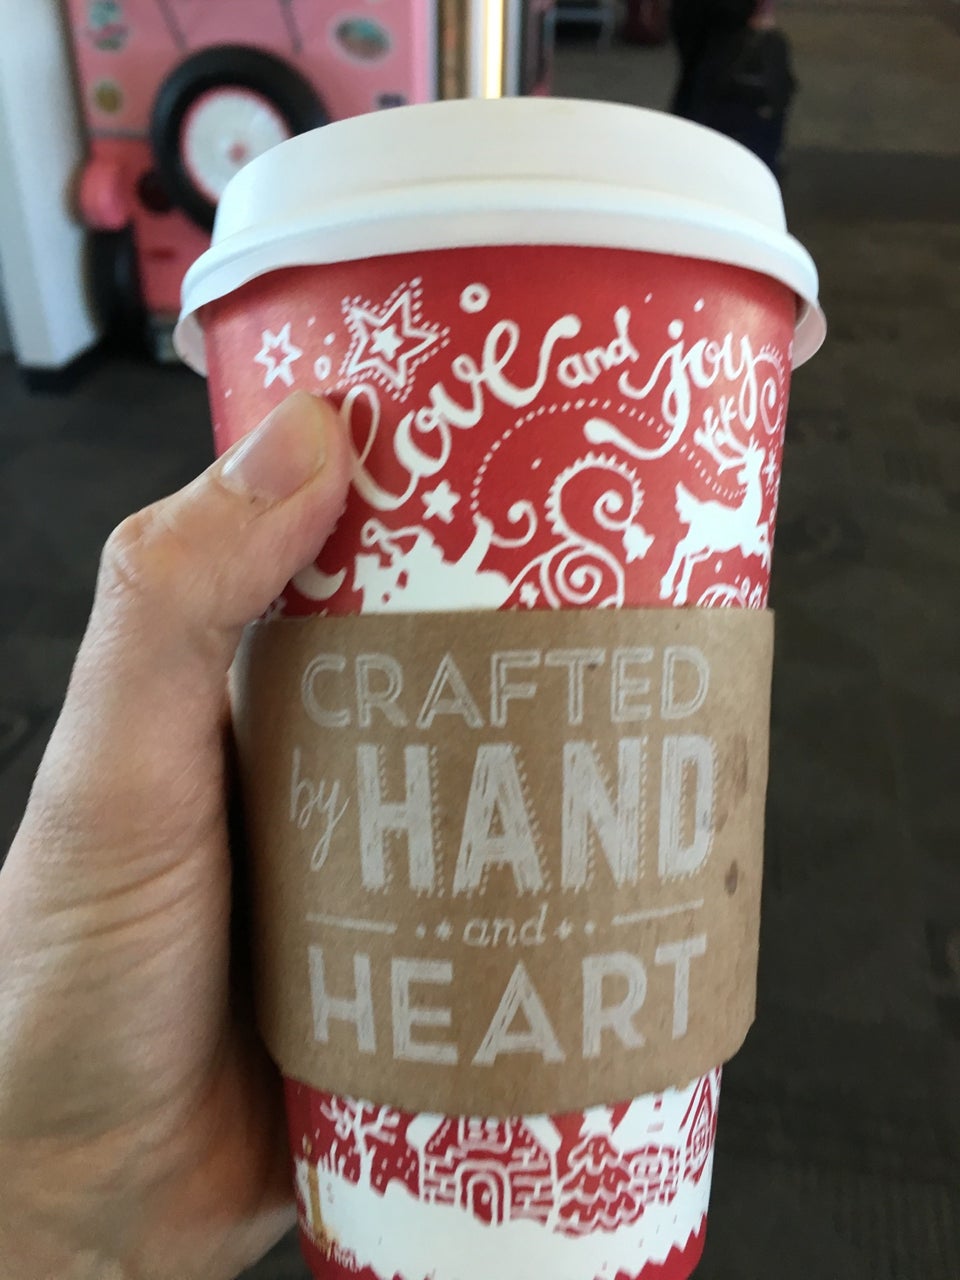 love and joy
CRAFTED
by HAND
and
HEART